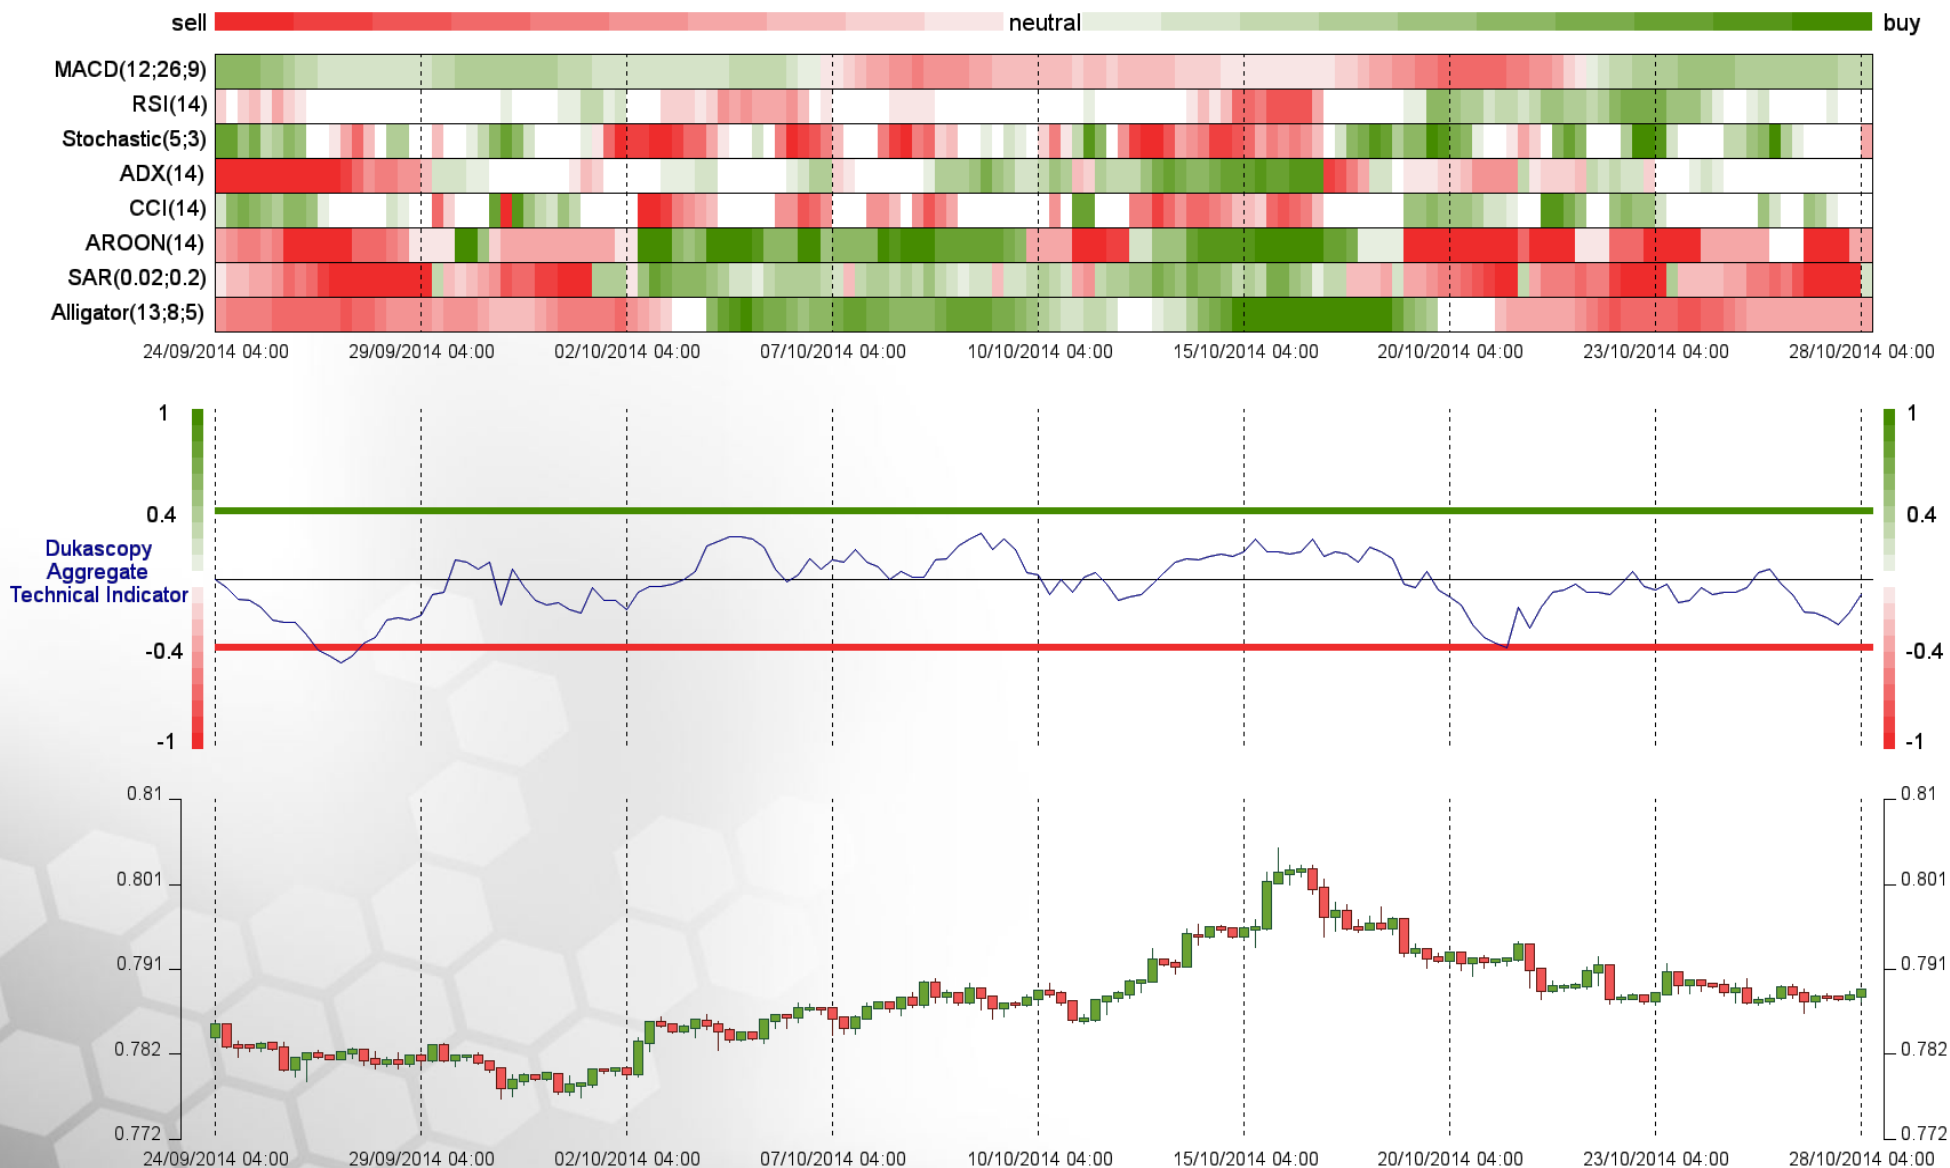 sell neutral buy
MACD(12;26;9)
RSI(14)
Stochastic(5;3)
ADX(14)
CCI(14)
AROON(14)
SAR(0.02;0.2)
Alligator(13;8;5)
24/09/2014 04:00 29/09/2014 04:00 02/10/2014 04:00 07/10/2014 04:00 10/10/2014 04:00 15/10/2014 04:00 20/10/2014 04:00 23/10/2014 04:00 28/10/2014 04:00
1 1
0.4 0.4
Dukascopy
Aggregate
Technical Indicator
-0.4 -0.4
-1 -1
0.81 0.81
0.801 0.801
0.791 0.791
0.782 0.782
0.772 0.772
24/09/2014 04:00 29/09/2014 04:00 02/10/2014 04:00 07/10/2014 04:00 10/10/2014 04:00 15/10/2014 04:00 20/10/2014 04:00 23/10/2014 04:00 28/10/2014 04:00